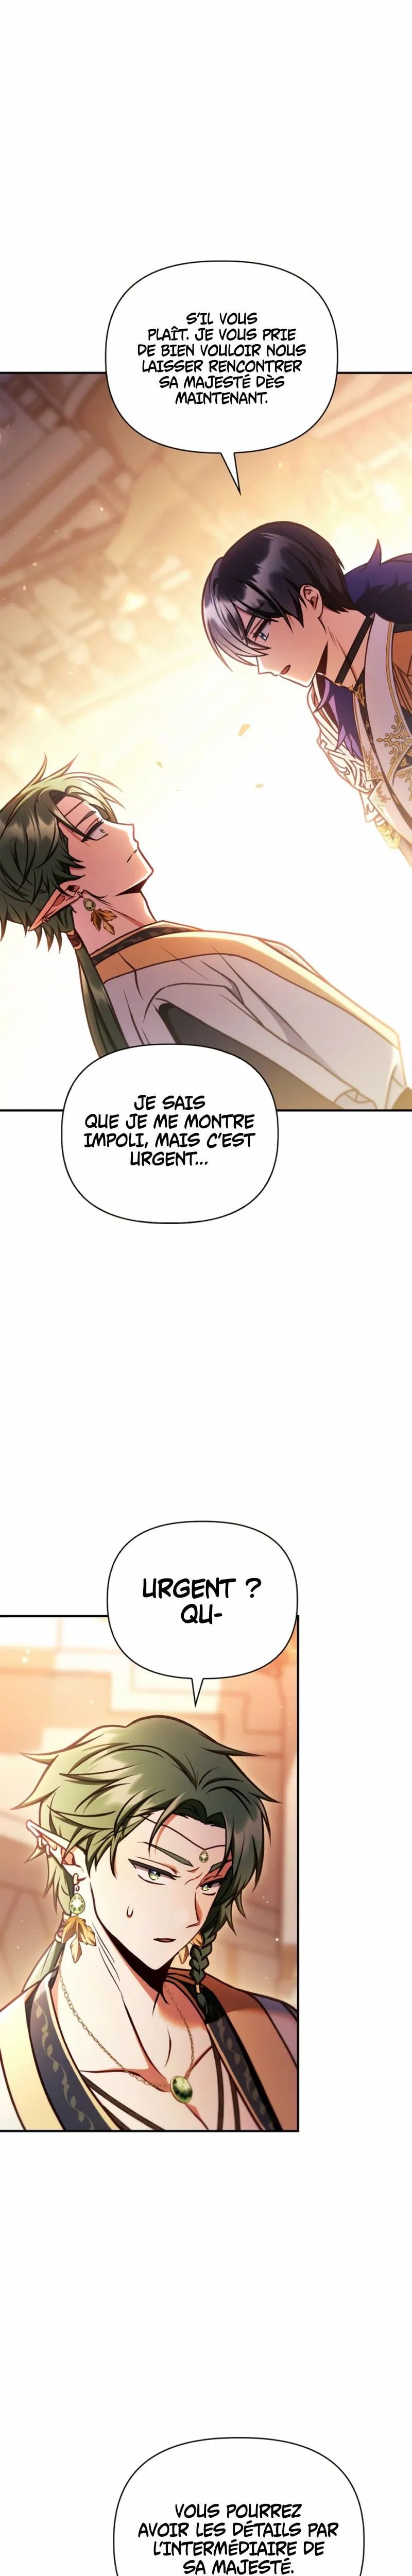 S'IL VOUS
PLAÎT. JE VOUS PRIE
DE BIEN VOULOIR NOUS
LAISSER RENCONTRER
SA MAJESTÉ DÈS
MAINTENANT.
JE SAIS
QUE JE ME MONTRE
IMPOLI, MAIS C'EST
URGENT...
URGENT ?
QU-
VOUS POURREZ
AVOIR LES DÉTAILS PAR
L'INTERMÉDIAIRE DE
SA MAJESTÉ.